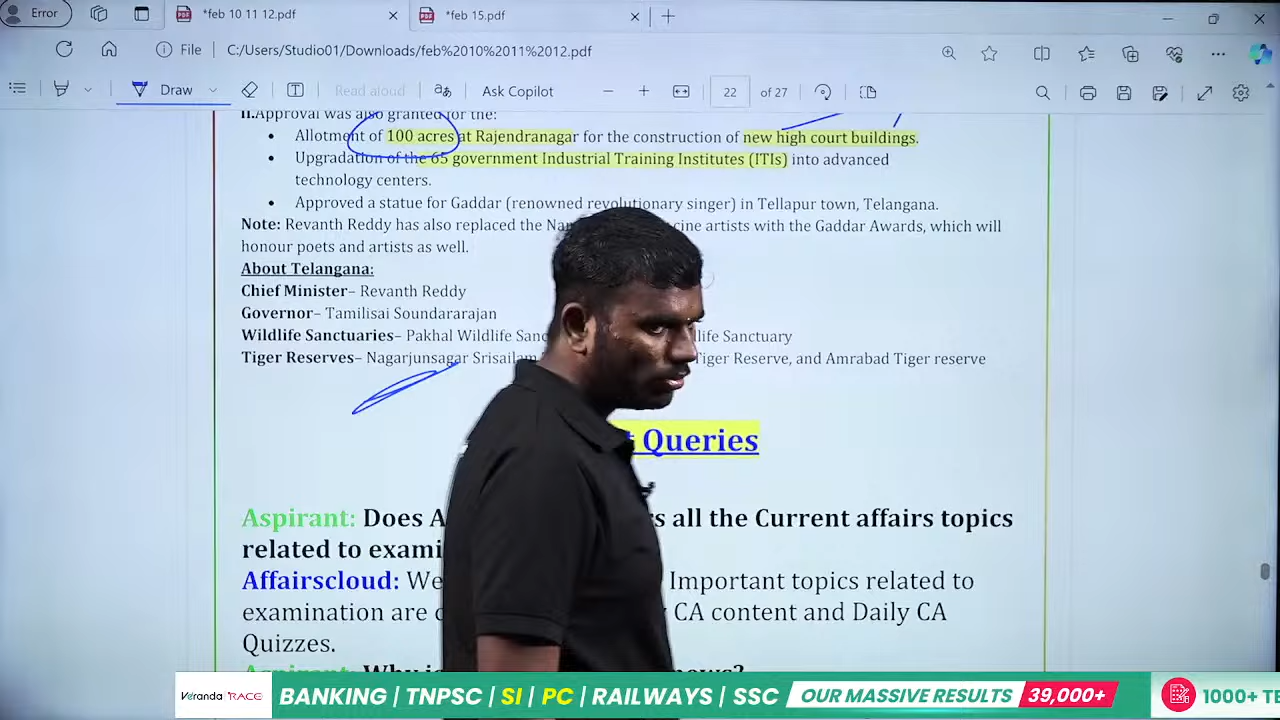 Error
*feb 10 11 12.pdf
*feb 15.pdf
File
C:/Users/Studio01/Downloads/feb%2010%2011%2012.pdf
Draw
Read aloud
aあ
Ask Copilot
22 of 27
II.Approval was also granted for the:
• Allotment of 100 acres at Rajendranagar for the construction of new high court buildings.
• Upgradation of the 65 government Industrial Training Institutes (ITIs) into advanced
technology centers.
• Approved a statue for Gaddar (renowned revolutionary singer) in Tellapur town, Telangana.
Note: Revanth Reddy has also replaced the cine artists with the Gaddar Awards, which will
honour poets and artists as well.
About Telangana:
Chief Minister– Revanth Reddy
Governor– Tamilisai Soundararajan
Wildlife Sanctuaries– Pakhal Wildlife Sanctuary
Tiger Reserves– Nagarjunsagar Srisailam Tiger Reserve, and Amrabad Tiger reserve
Queries
Aspirant: Does all the Current affairs topics
related to
Affairscloud: We Important topics related to
examination are CA content and Daily CA
Quizzes.
Veranda RACE
BANKING | TNPSC | SI | PC | RAILWAYS | SSC
OUR MASSIVE RESULTS 39,000+
1000+